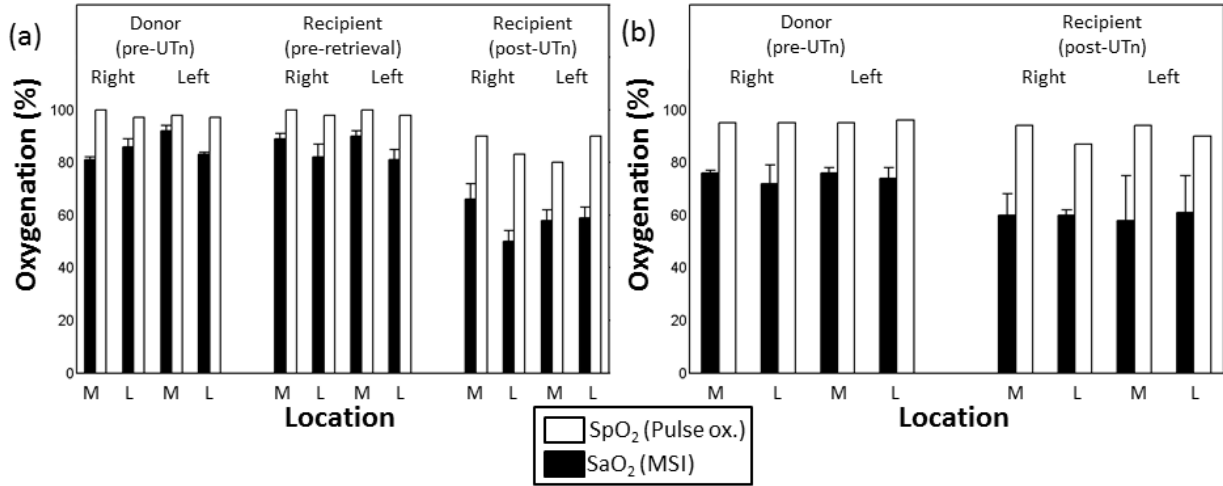 (a)
Donor
(pre-UTn)
Right Left
Recipient
(pre-retrieval)
Right Left
Recipient
(post-UTn)
Right Left
Oxygenation (%)
100
80
60
40
20
0
M L M L M L M L M L M L
Location
(b)
Donor
(pre-UTn)
Right Left
Recipient
(post-UTn)
Right Left
Oxygenation (%)
100
80
60
40
20
0
M L M L M L M L
Location
SpO₂ (Pulse ox.)
SaO₂ (MSI)